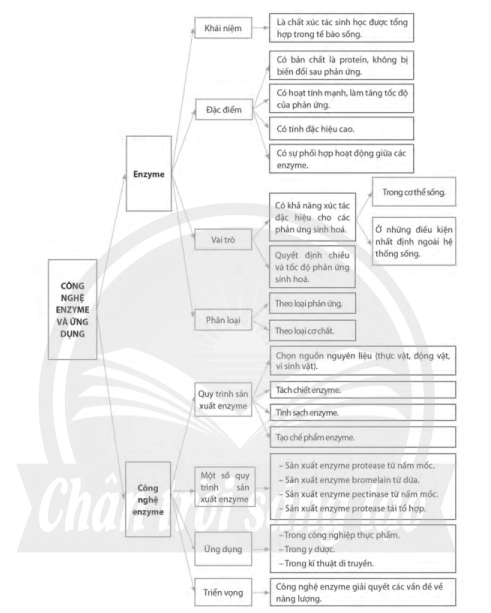 Khái niệm
Là chất xúc tác sinh học được tổng
hợp trong tế bào sống.
Đặc điểm
Có bản chất là protein, không bị
biến đổi sau phản ứng.
Có hoạt tính mạnh, làm tăng tốc độ
của phản ứng.
Có tính đặc hiệu cao.
Có sự phối hợp hoạt động giữa các
enzyme.
Enzyme
Vai trò
Có khả năng xúc tác
đặc hiệu cho các
phản ứng sinh hoá.
Trong cơ thể sống.
Ở những điều kiện
nhất định ngoài hệ
thống sống.
Quyết định chiều
và tốc độ phản ứng
sinh hoá.
Phân loại
Theo loại phản ứng.
Theo loại cơ chất.
CÔNG
NGHỆ
ENZYME
VÀ ỨNG
DỤNG
Quy trình sản
xuất enzyme
Chọn nguồn nguyên liệu (thực vật, động vật,
vi sinh vật).
Tách chiết enzyme.
Tinh sạch enzyme.
Tạo chế phẩm enzyme.
Công
nghệ
enzyme
Một số quy
trình sản
xuất enzyme
– Sản xuất enzyme protease từ nấm mốc.
– Sản xuất enzyme bromelain từ dứa.
– Sản xuất enzyme pectinase từ nấm mốc.
– Sản xuất enzyme protease tái tổ hợp.
Ứng dụng
– Trong công nghiệp thực phẩm.
– Trong y dược.
– Trong kĩ thuật di truyền.
Triển vọng
Công nghệ enzyme giải quyết các vấn đề về
năng lượng.
Chân trời sáng tạo